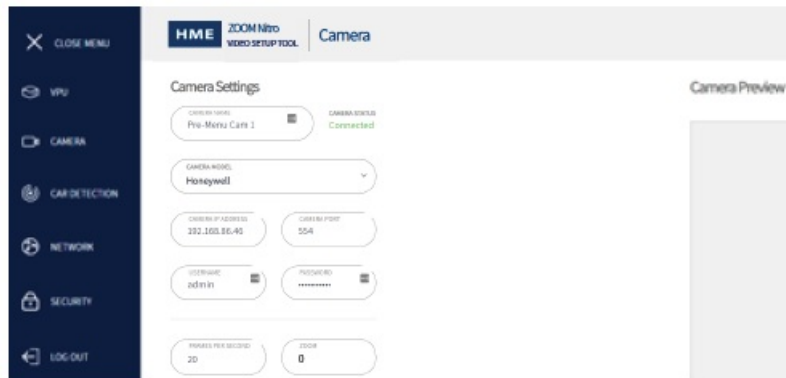 CLOSE MENU
VPU
CAMERA
CAR DETECTION
NETWORK
SECURITY
LOG OUT
HME
ZOOM Nitro
VIDEO SETUP TOOL
Camera
Camera Settings
CAMERA NAME
Pre-Menu Cam 1
CAMERA STATUS
Connected
CAMERA MODEL
Honeywell
CAMERA IP ADDRESS
192.168.86.46
CAMERA PORT
554
USERNAME
admin
PASSWORD
FRAMES PER SECOND
20
ZOOM
0
Camera Preview